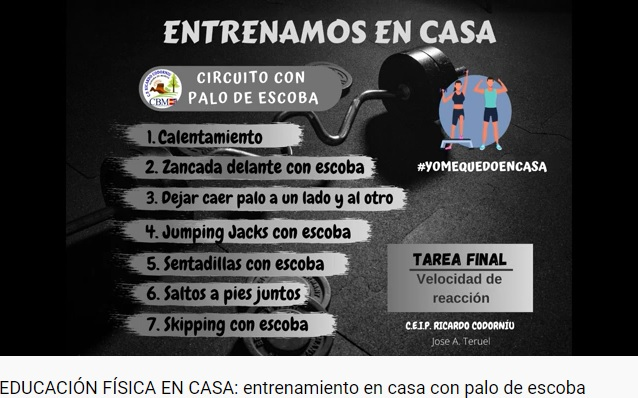 ENTRENAMOS EN CASA
CIRCUITO CON
PALO DE ESCOBA
CBM
1. Calentamiento
2. Zancada delante con escoba
#YOMEQUEDOENCASA
3. Dejar caer palo a un lado y al otro
4. Jumping Jacks con escoba
5. Sentadillas con escoba
6. Saltos a pies juntos
7. Skipping con escoba
TAREA FINAL
Velocidad de
reacción
C.E.I.P. RICARDO CODORNÍU
Jose A. Teruel
EDUCACIÓN FÍSICA EN CASA: entrenamiento en casa con palo de escoba